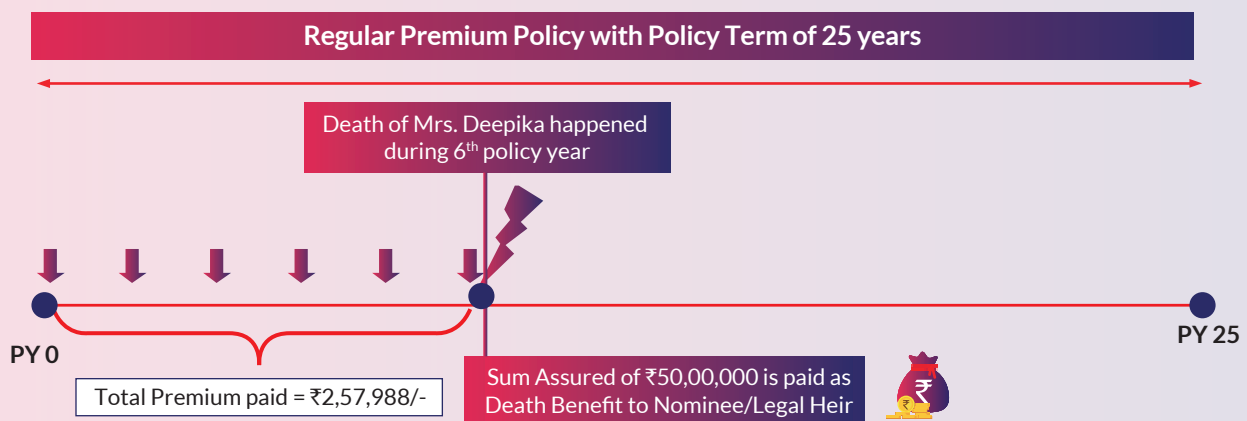 Regular Premium Policy with Policy Term of 25 years
Death of Mrs. Deepika happened
during 6th policy year
PY 0
PY 25
Total Premium paid = ₹2,57,988/-
Sum Assured of ₹50,00,000 is paid as
Death Benefit to Nominee/Legal Heir
₹
₹